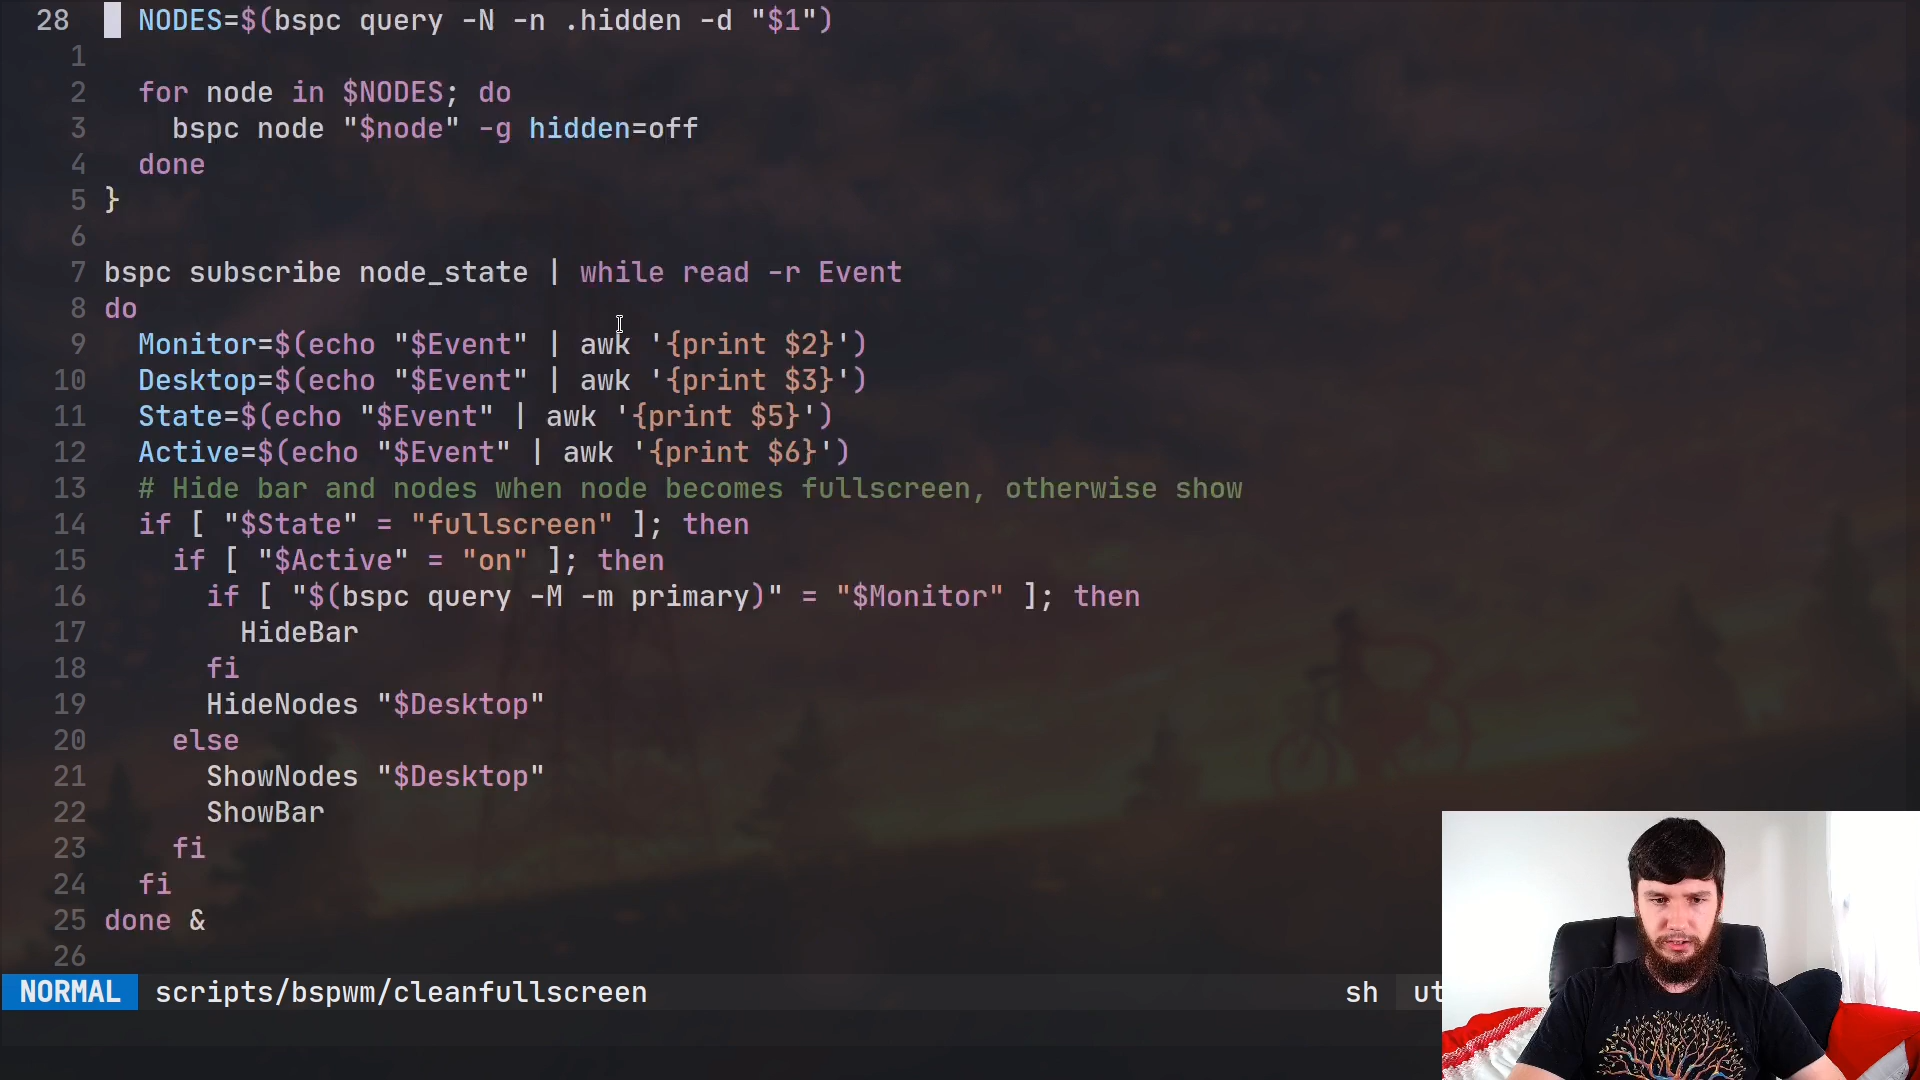 28 NODES=$(bspc query -N -n .hidden -d "$1")
1
2 for node in $NODES; do
3 bspc node "$node" -g hidden=off
4 done
5 }
6
7 bspc subscribe node_state | while read -r Event
8 do
9 Monitor=$(echo "$Event" | awk '{print $2}')
10 Desktop=$(echo "$Event" | awk '{print $3}')
11 State=$(echo "$Event" | awk '{print $5}')
12 Active=$(echo "$Event" | awk '{print $6}')
13 # Hide bar and nodes when node becomes fullscreen, otherwise show
14 if [ "$State" = "fullscreen" ]; then
15 if [ "$Active" = "on" ]; then
16 if [ "$(bspc query -M -m primary)" = "$Monitor" ]; then
17 HideBar
18 fi
19 HideNodes "$Desktop"
20 else
21 ShowNodes "$Desktop"
22 ShowBar
23 fi
24 fi
25 done &
26
NORMAL scripts/bspwm/cleanfullscreen sh ut